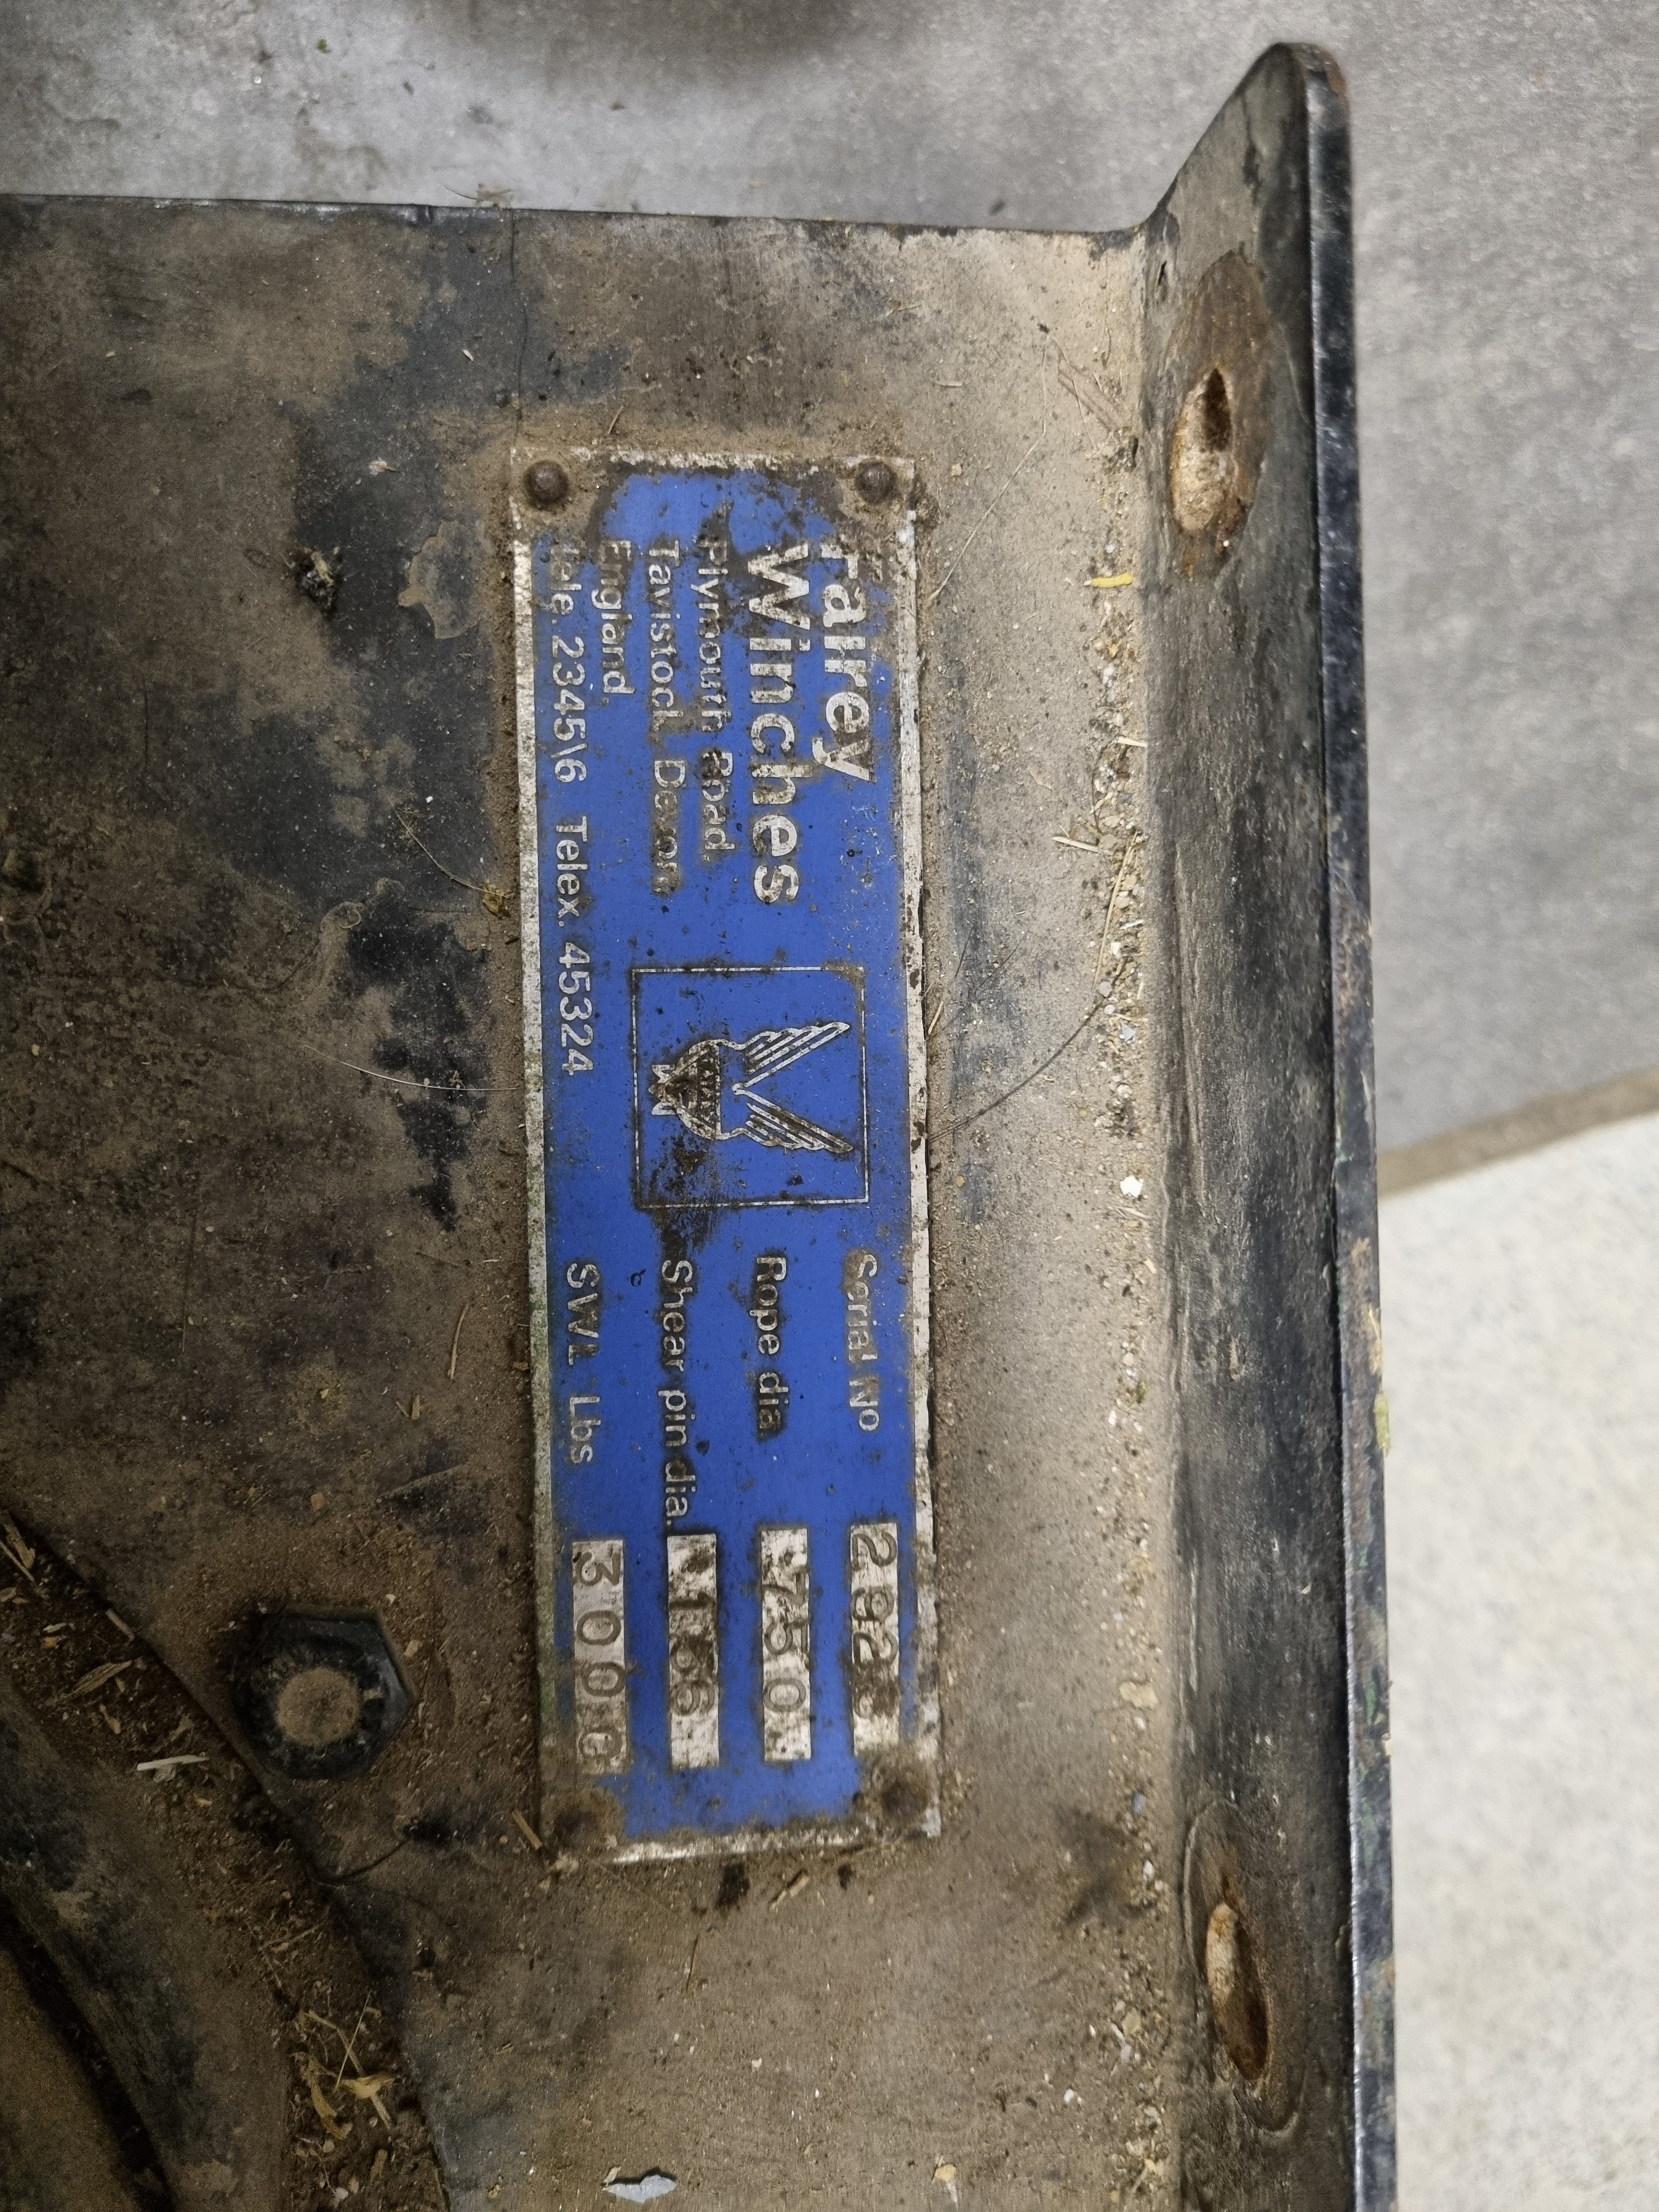 Fairey
Winches
Plymouth Road,
Tavistock, Devon
England.
Tele. 2345\6 Telex. 45324
Serial No
Rope dia .750
Shear pin dia. .166
SWL Lbs 3000